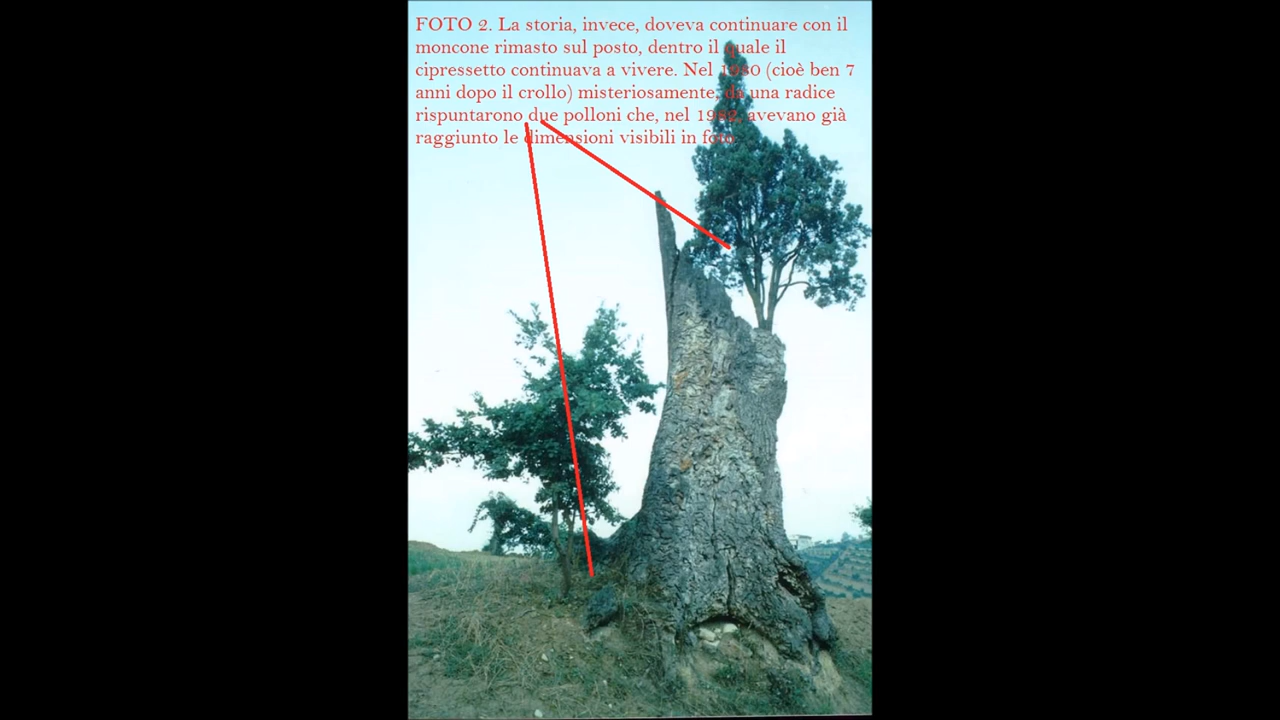 FOTO 2. La storia, invece, doveva continuare con il
moncone rimasto sul posto, dentro il quale il
cipressetto continuava a vivere. Nel 1980 (cioè ben 7
anni dopo il crollo) misteriosamente, da una radice
rispuntarono due polloni che, nel 1982, avevano già
raggiunto le dimensioni visibili in foto.